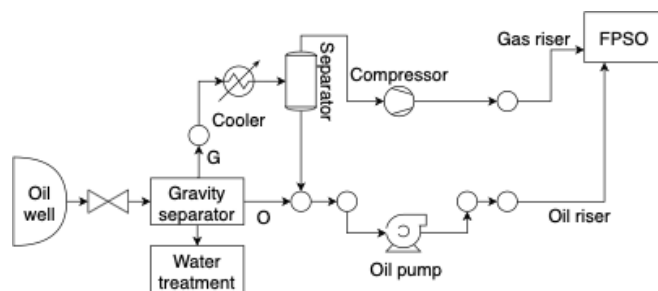 Gas riser
FPSO
Separator
Compressor
Cooler
G
Oil
well
Gravity
separator
O
Oil riser
Oil pump
Water
treatment